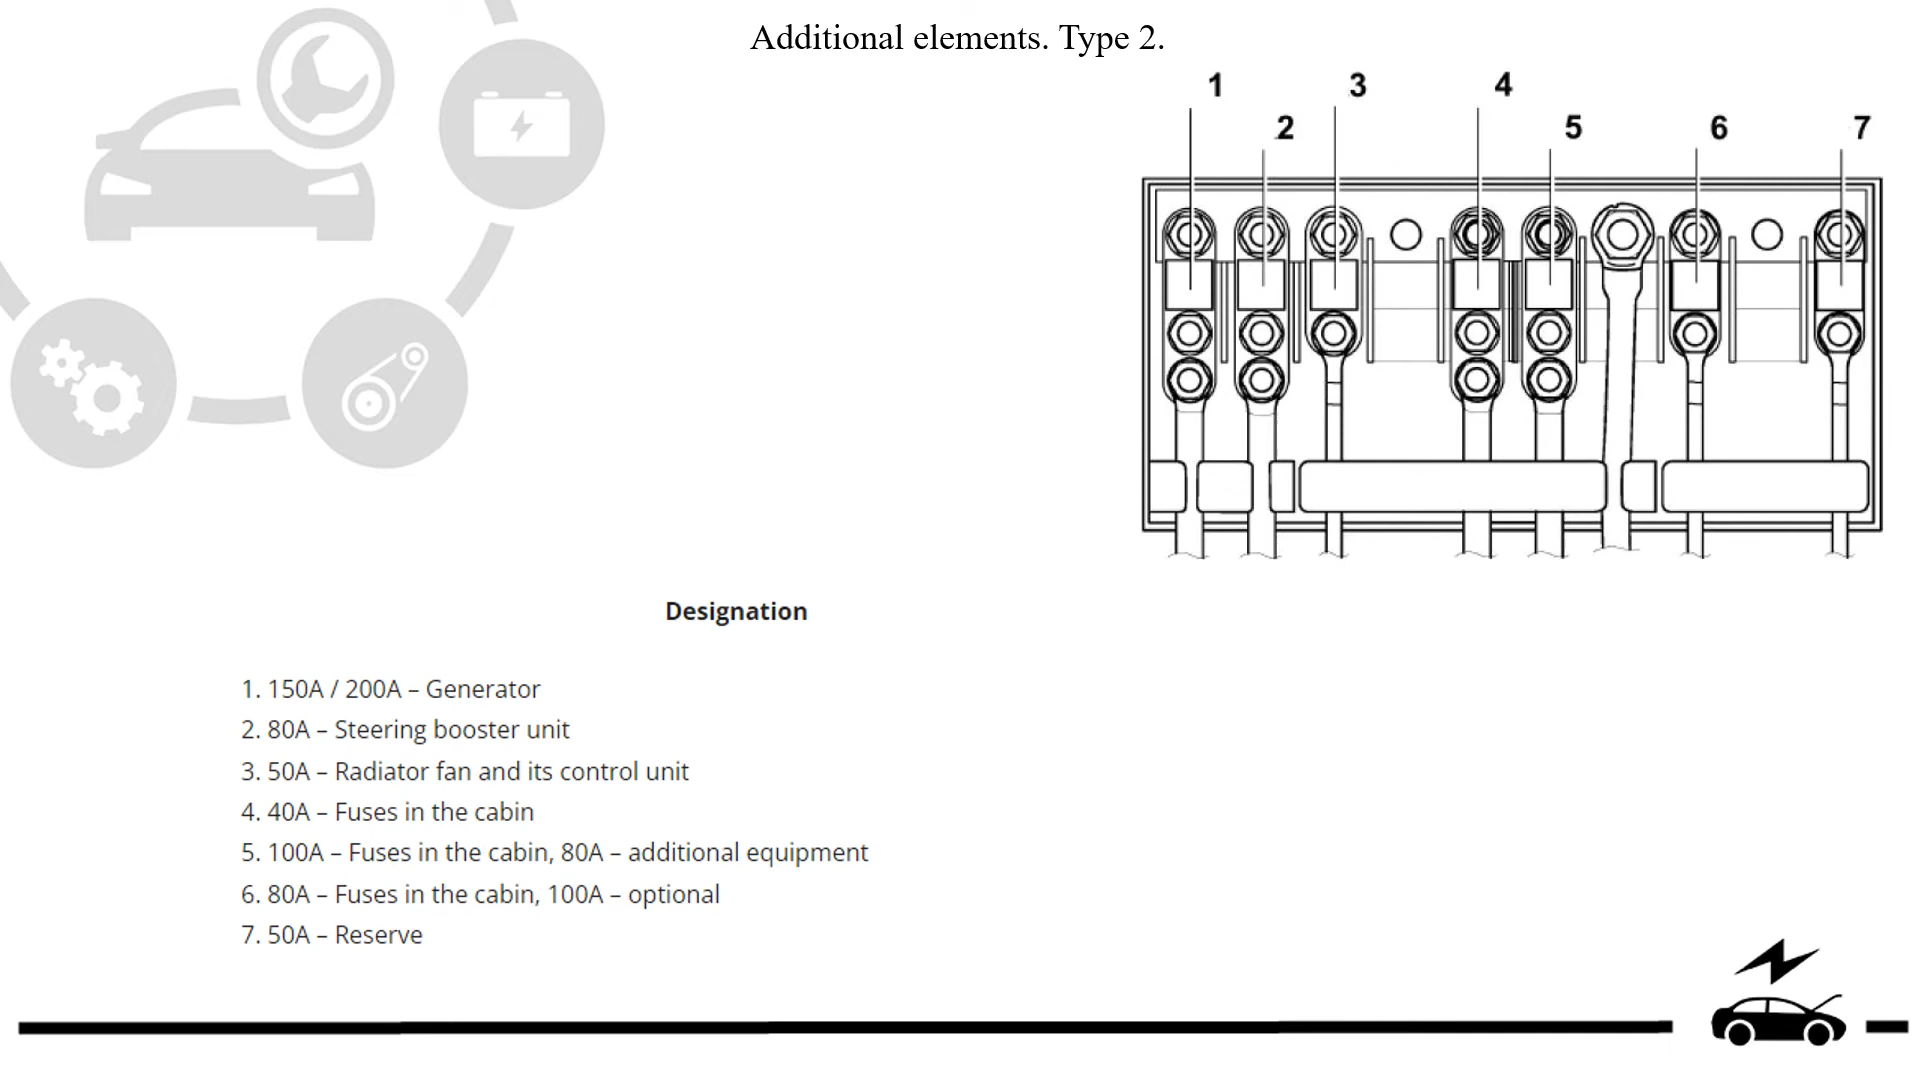 Additional elements. Type 2.
1
3
4
2
5
6
7
Designation
1. 150A / 200A – Generator
2. 80A – Steering booster unit
3. 50A – Radiator fan and its control unit
4. 40A – Fuses in the cabin
5. 100A – Fuses in the cabin, 80A – additional equipment
6. 80A – Fuses in the cabin, 100A – optional
7. 50A – Reserve